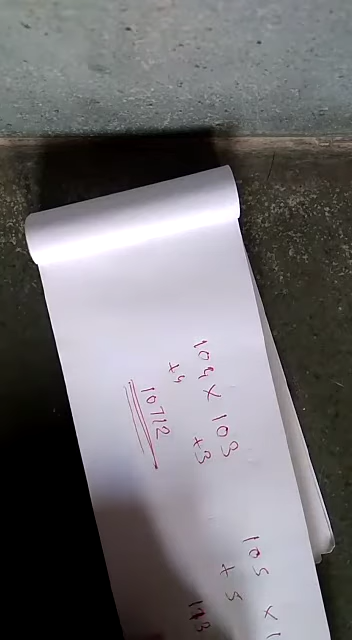 104 × 103
+4 +3
10712
105 ×
+5